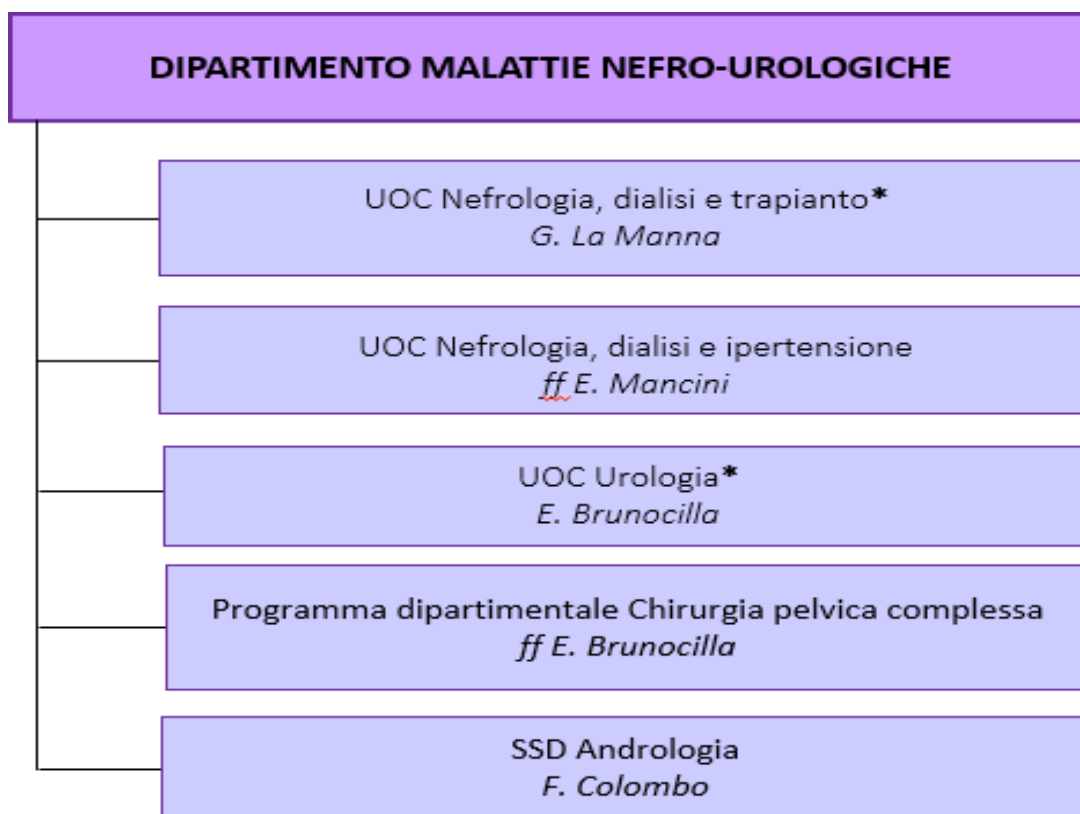 DIPARTIMENTO MALATTIE NEFRO-UROLOGICHE
UOC Nefrologia, dialisi e trapianto*
G. La Manna
UOC Nefrologia, dialisi e ipertensione
ff E. Mancini
UOC Urologia*
E. Brunocilla
Programma dipartimentale Chirurgia pelvica complessa
ff E. Brunocilla
SSD Andrologia
F. Colombo